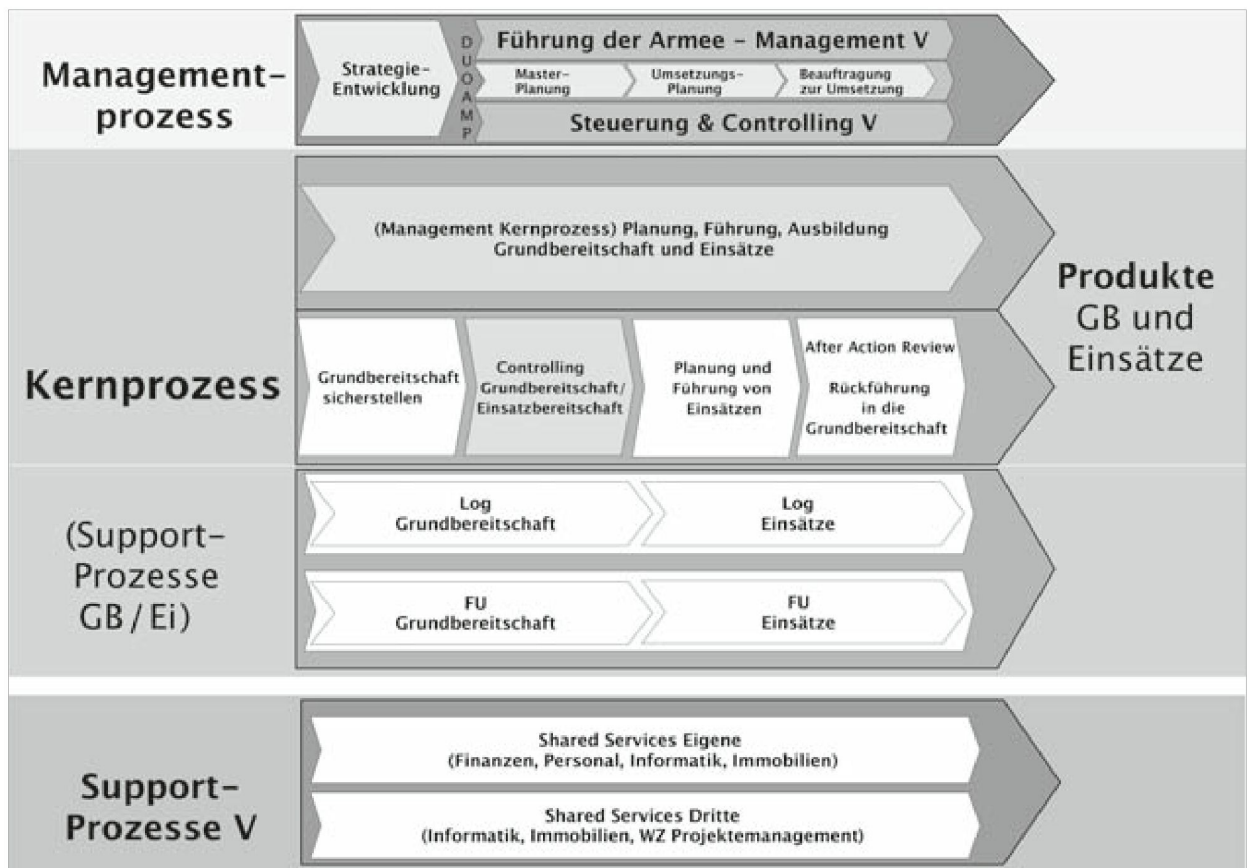 Management-
prozess
Strategie-
Entwicklung
DUOAMP
Führung der Armee – Management V
Master-
Planung
Umsetzungs-
Planung
Beauftragung
zur Umsetzung
Steuerung & Controlling V
Kernprozess
(Management Kernprozess) Planung, Führung, Ausbildung
Grundbereitschaft und Einsätze
Grundbereitschaft
sicherstellen
Controlling
Grundbereitschaft/
Einsatzbereitschaft
Planung und
Führung von
Einsätzen
After Action Review
Rückführung
in die
Grundbereitschaft
Produkte
GB und
Einsätze
(Support-
Prozesse
GB / Ei)
Log
Grundbereitschaft
Log
Einsätze
FU
Grundbereitschaft
FU
Einsätze
Support-
Prozesse V
Shared Services Eigene
(Finanzen, Personal, Informatik, Immobilien)
Shared Services Dritte
(Informatik, Immobilien, WZ Projektemanagement)